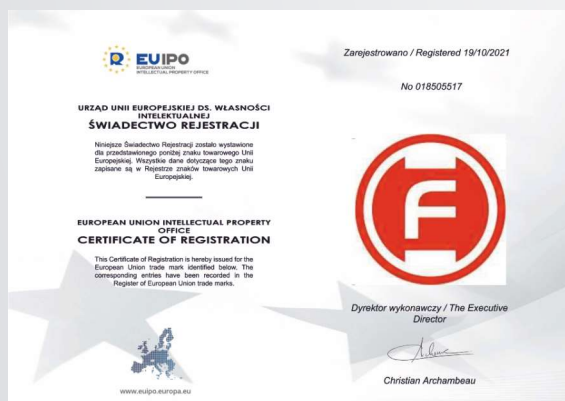 EUIPO
EUROPEAN UNION
INTELLECTUAL PROPERTY OFFICE
URZĄD UNII EUROPEJSKIEJ DS. WŁASNOŚCI
INTELEKTUALNEJ
ŚWIADECTWO REJESTRACJI
Niniejsze Świadectwo Rejestracji zostało wystawione
dla przedstawionego poniżej znaku towarowego Unii
Europejskiej. Wszystkie dane dotyczące tego znaku
zapisane są w Rejestrze znaków towarowych Unii
Europejskiej.
EUROPEAN UNION INTELLECTUAL PROPERTY
OFFICE
CERTIFICATE OF REGISTRATION
This Certificate of Registration is hereby issued for the
European Union trade mark identified below. The
corresponding entries have been recorded in the
Register of European Union trade marks.
www.euipo.europa.eu
Zarejestrowano / Registered 19/10/2021
No 018505517
F
Dyrektor wykonawczy / The Executive
Director
Christian Archambeau